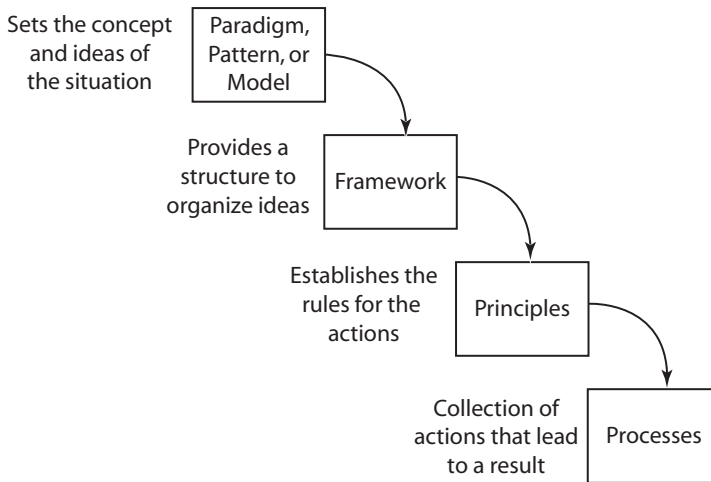 Sets the concept
and ideas of
the situation
Paradigm,
Pattern, or
Model
Provides a
structure to
organize ideas
Framework
Establishes the
rules for the
actions
Principles
Collection of
actions that lead
to a result
Processes